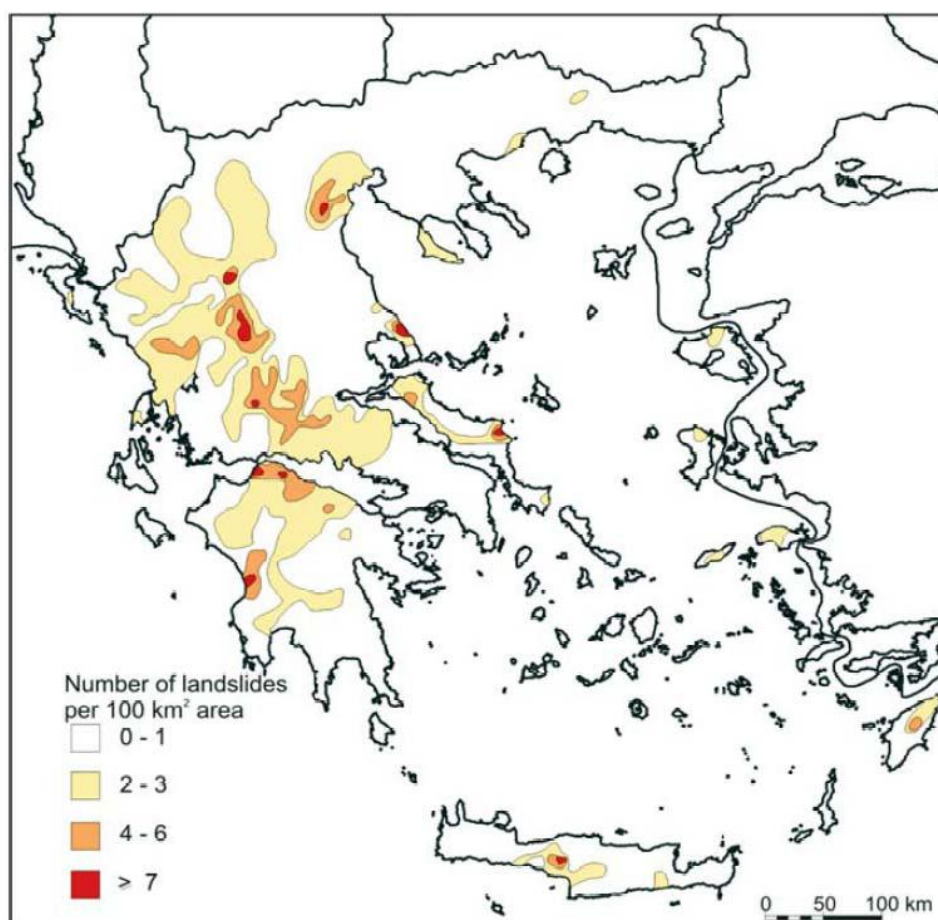 Number of landslides
per 100 km² area
0 - 1
2 - 3
4 - 6
≥ 7
0 50 100 km